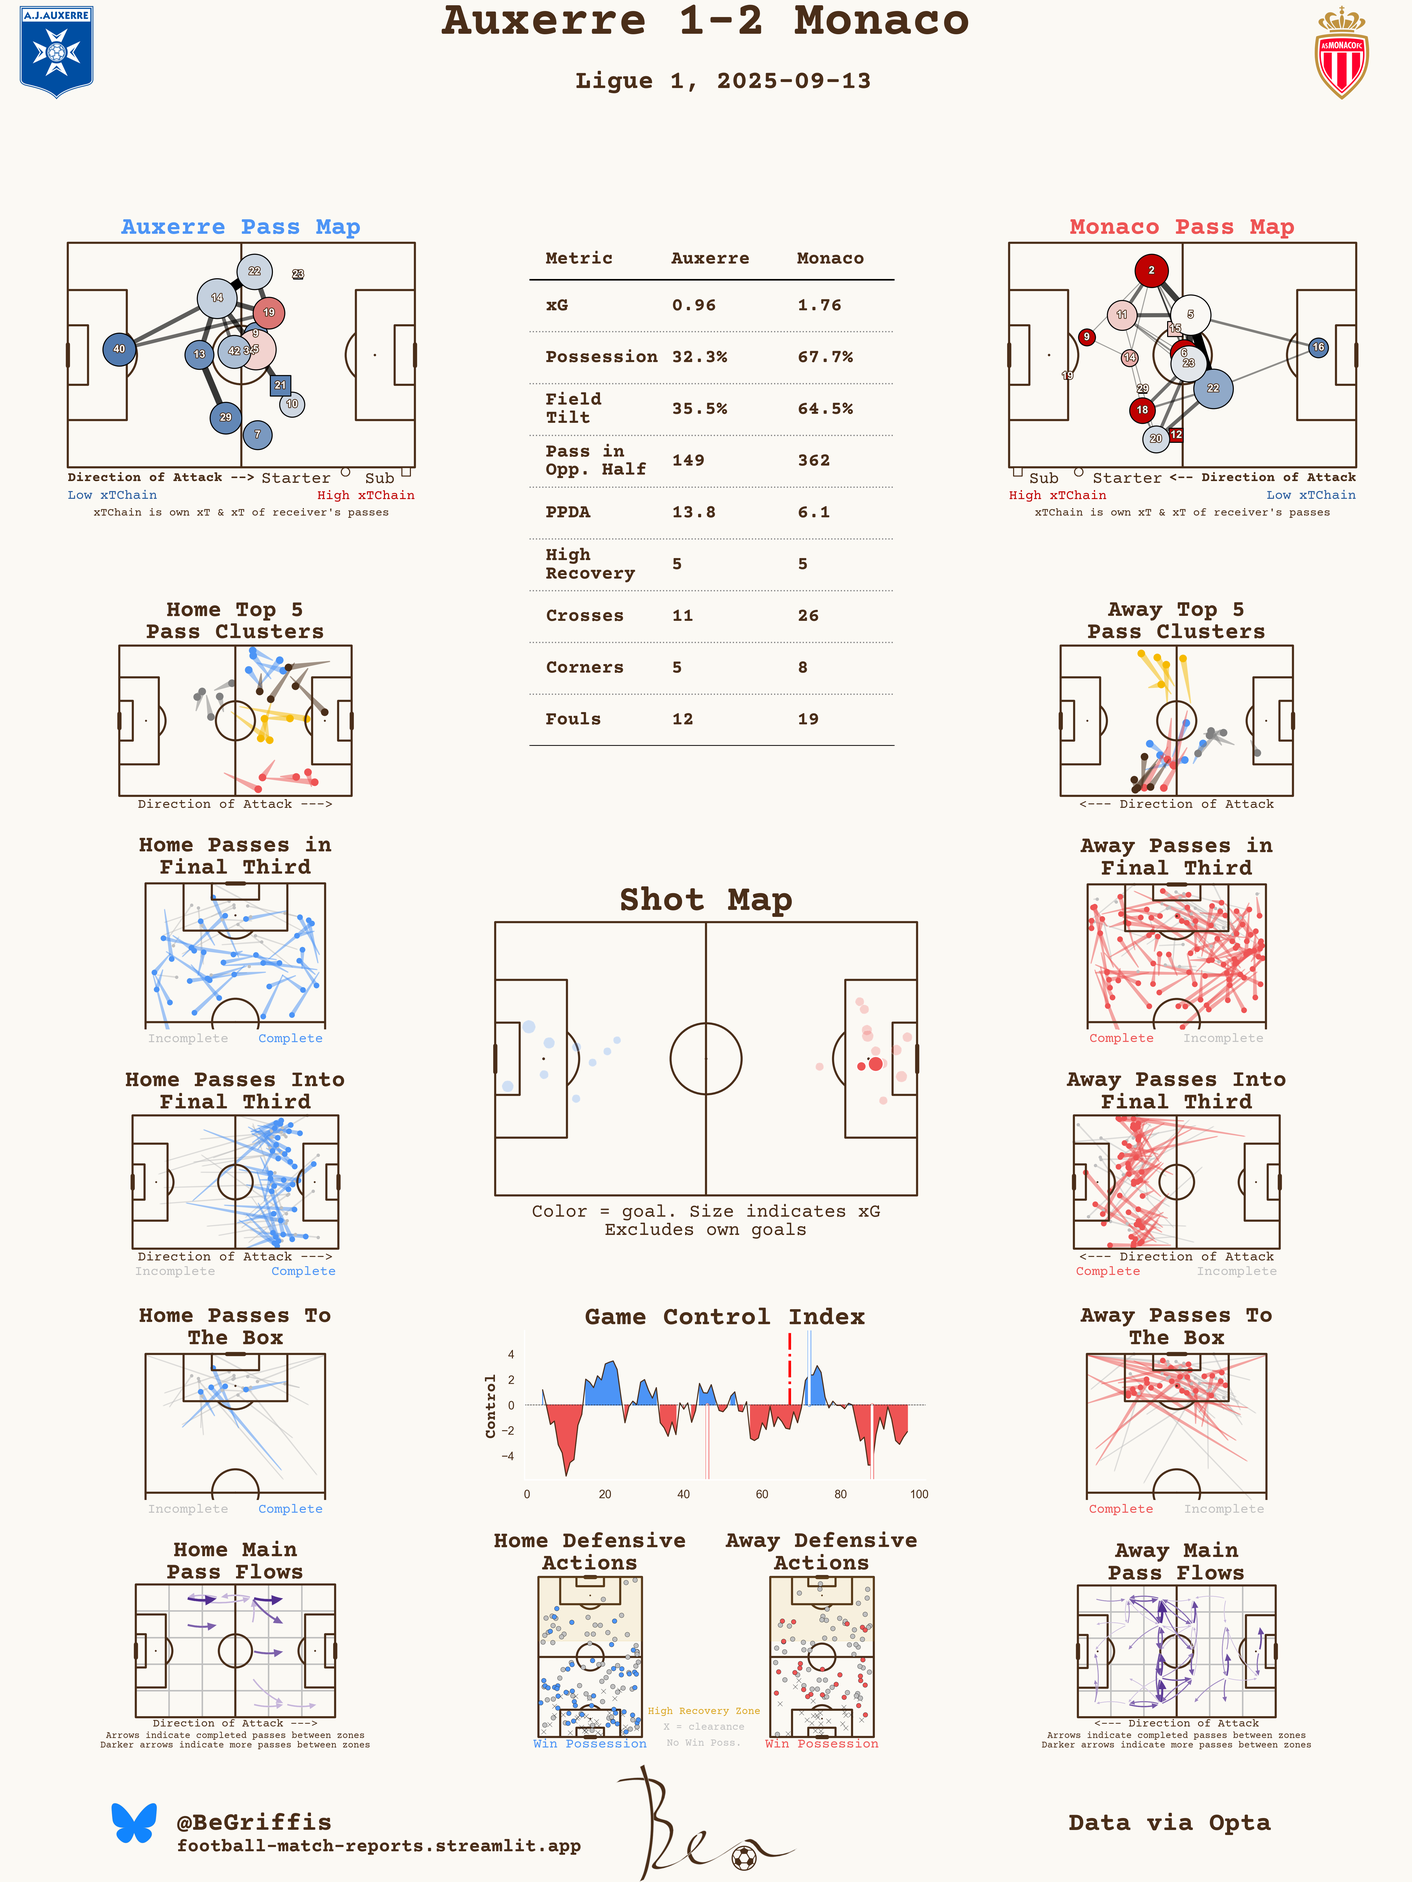 Auxerre 1-2 Monaco
Ligue 1, 2025-09-13
A.J.AUXERRE
ASMONACOFC
Auxerre Pass Map
22
23
14
19
9
40
13
42
5
21
10
29
7
Direction of Attack --> Starter Sub
Low xTChain High xTChain
xTChain is own xT & xT of receiver's passes
Metric Auxerre Monaco
xG 0.96 1.76
Possession 32.3% 67.7%
Field
Tilt 35.5% 64.5%
Pass in
Opp. Half 149 362
PPDA 13.8 6.1
High
Recovery 5 5
Crosses 11 26
Corners 5 8
Fouls 12 19
Monaco Pass Map
2
11
5
15
9
6
16
14
23
19
29
22
18
20
12
Sub Starter <-- Direction of Attack
High xTChain Low xTChain
xTChain is own xT & xT of receiver's passes
Home Top 5
Pass Clusters
Direction of Attack --->
Away Top 5
Pass Clusters
<--- Direction of Attack
Home Passes in
Final Third
Incomplete Complete
Away Passes in
Final Third
Complete Incomplete
Shot Map
Color = goal. Size indicates xG
Excludes own goals
Home Passes Into
Final Third
Direction of Attack --->
Incomplete Complete
Away Passes Into
Final Third
<--- Direction of Attack
Complete Incomplete
Home Passes To
The Box
Incomplete Complete
Game Control Index
Control
4
2
0
−2
−4
0 20 40 60 80 100
Away Passes To
The Box
Complete Incomplete
Home Main
Pass Flows
Direction of Attack --->
Arrows indicate completed passes between zones
Darker arrows indicate more passes between zones
Home Defensive
Actions
Win Possession
Away Defensive
Actions
Win Possession
High Recovery Zone
X = clearance
No Win Poss.
Away Main
Pass Flows
<--- Direction of Attack
Arrows indicate completed passes between zones
Darker arrows indicate more passes between zones
@BeGriffis
football-match-reports.streamlit.app
Ben
Data via Opta